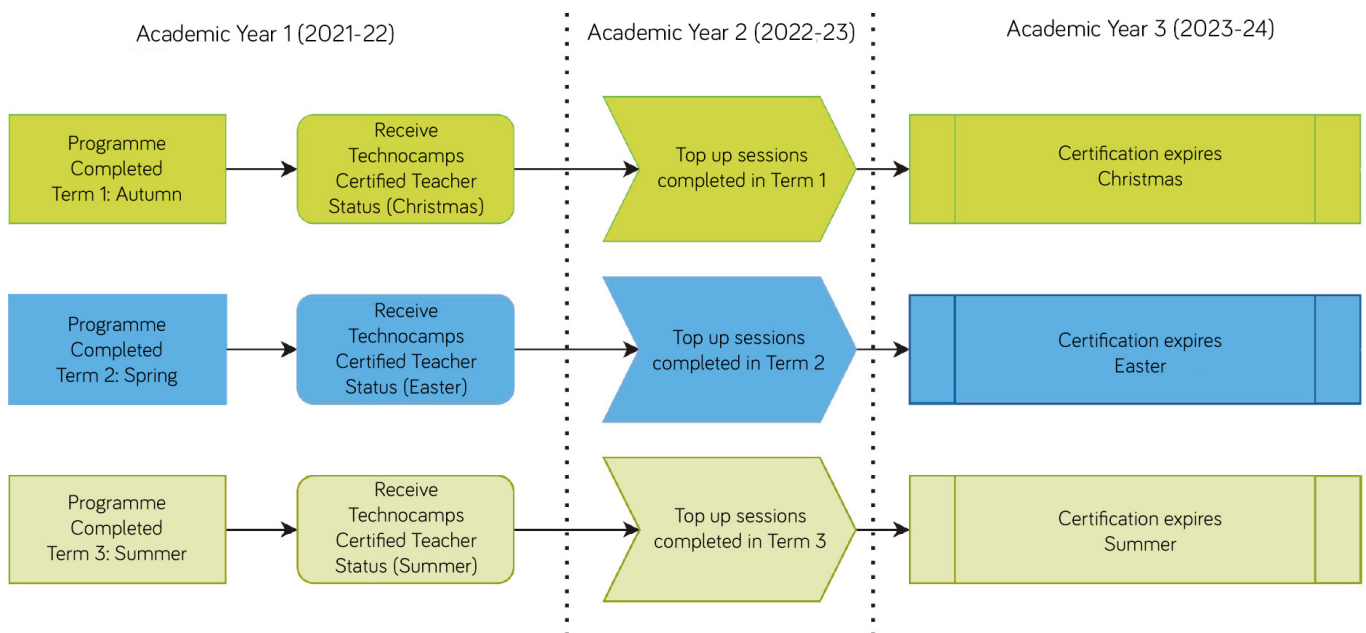 Academic Year 1 (2021-22)
Academic Year 2 (2022-23)
Academic Year 3 (2023-24)
Programme
Completed
Term 1: Autumn
Receive
Technocamps
Certified Teacher
Status (Christmas)
Top up sessions
completed in Term 1
Certification expires
Christmas
Programme
Completed
Term 2: Spring
Receive
Technocamps
Certified Teacher
Status (Easter)
Top up sessions
completed in Term 2
Certification expires
Easter
Programme
Completed
Term 3: Summer
Receive
Technocamps
Certified Teacher
Status (Summer)
Top up sessions
completed in Term 3
Certification expires
Summer